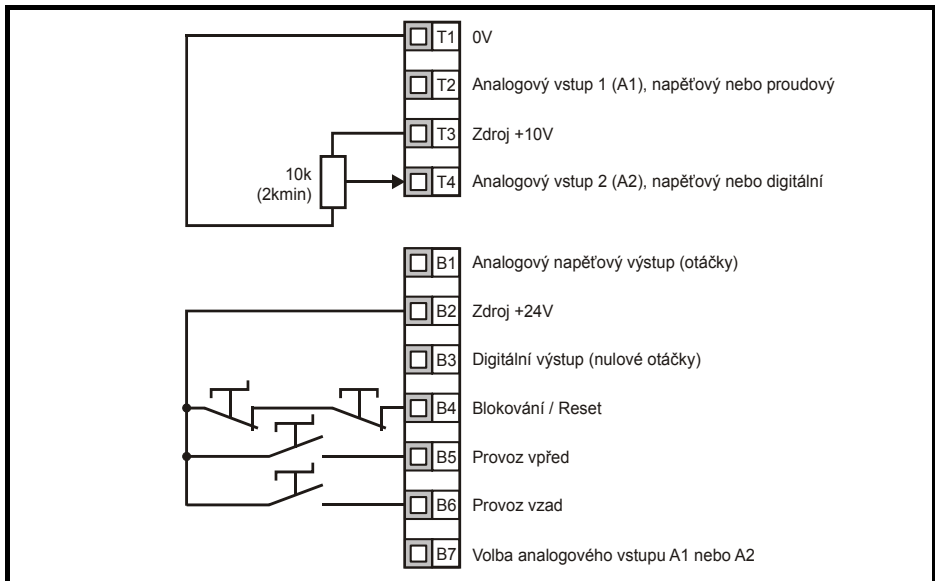 T1 0V
T2 Analogový vstup 1 (A1), napěťový nebo proudový
T3 Zdroj +10V
10k
(2kmin)
T4 Analogový vstup 2 (A2), napěťový nebo digitální
B1 Analogový napěťový výstup (otáčky)
B2 Zdroj +24V
B3 Digitální výstup (nulové otáčky)
B4 Blokování / Reset
B5 Provoz vpřed
B6 Provoz vzad
B7 Volba analogového vstupu A1 nebo A2